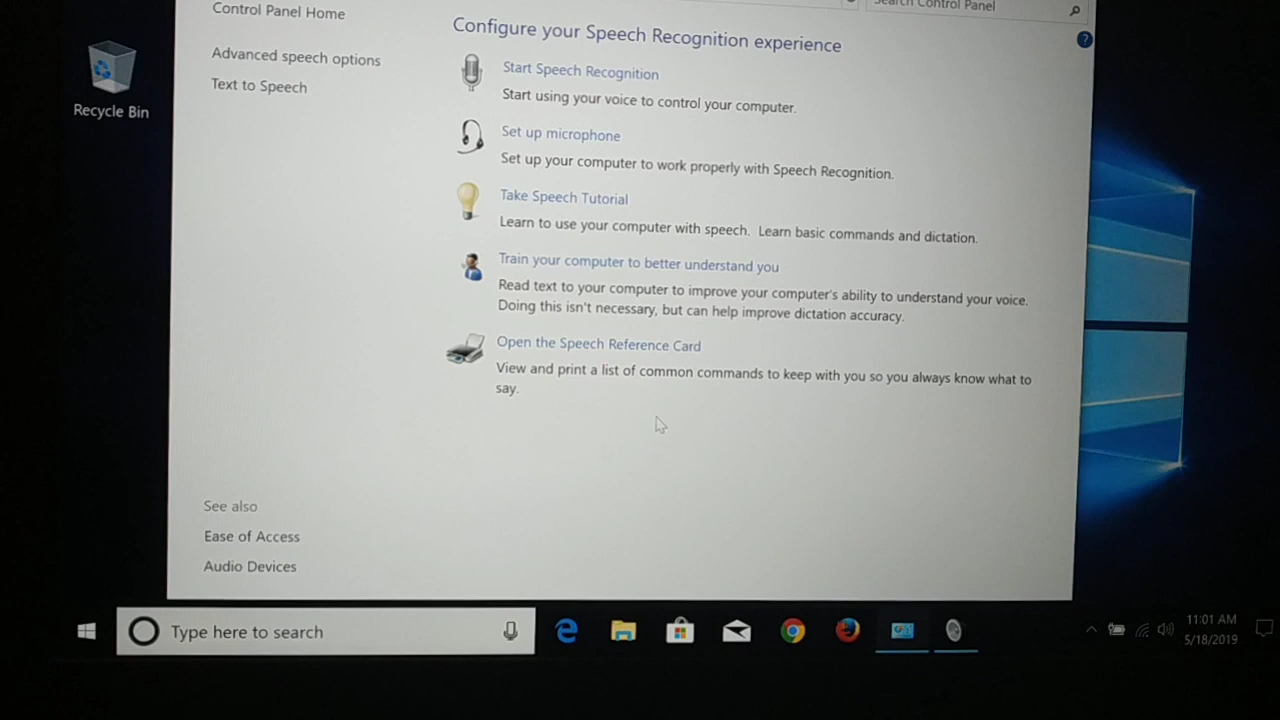 Search Control Panel
Control Panel Home
Configure your Speech Recognition experience
Advanced speech options
Text to Speech
Start Speech Recognition
Start using your voice to control your computer.
Set up microphone
Set up your computer to work properly with Speech Recognition.
Take Speech Tutorial
Learn to use your computer with speech. Learn basic commands and dictation.
Train your computer to better understand you
Read text to your computer to improve your computer's ability to understand your voice.
Doing this isn't necessary, but can help improve dictation accuracy.
Open the Speech Reference Card
View and print a list of common commands to keep with you so you always know what to
say.
See also
Ease of Access
Audio Devices
Recycle Bin
Type here to search
11:01 AM
5/18/2019